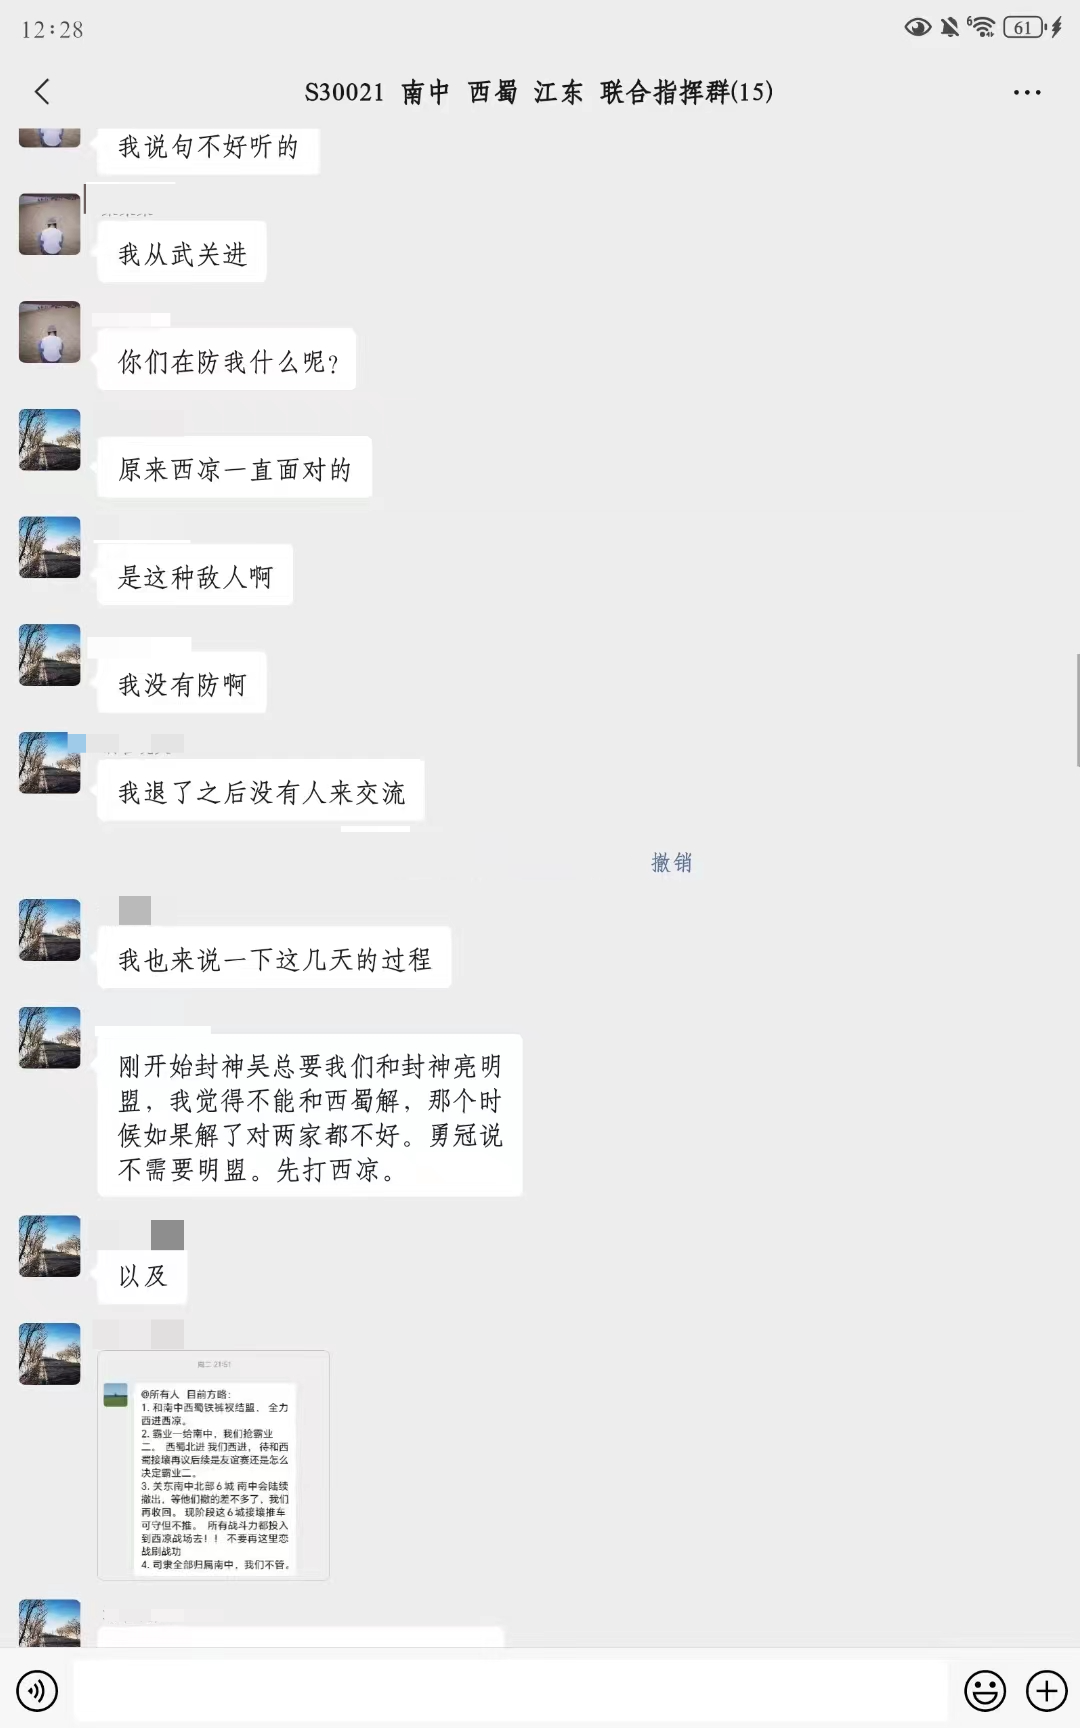 12:28
6
61
S30021 南中 西蜀 江东 联合指挥群(15)
我说句不好听的
我从武关进
你们在防我什么呢?
原来西凉一直面对的
是这种敌人啊
我没有防啊
我退了之后没有人来交流
撤销
我也来说一下这几天的过程
刚开始封神吴总要我们和封神亮明
盟，我觉得不能和西蜀解，那个时
候如果解了对两家都不好。勇冠说
不需要明盟。先打西凉。
以及
周二 21:51
@所有人 目前方略:
1. 和南中西蜀铁裤衩结盟， 全力
西进西凉。
2. 霸业一给南中，我们抢霸业
二。 西蜀北进 我们西进， 待和西
蜀接壤再议后续是友谊赛还是怎么
决定霸业二。
3. 关东南中北部６城 南中会陆续
撤出，等他们撤的差不多了，我们
再收回。 现阶段这６城接壤推车
可守但不推。 所有战斗力都投入
到西凉战场去！！ 不要再这里恋
战刷战功
4. 司隶全部归属南中，我们不管。